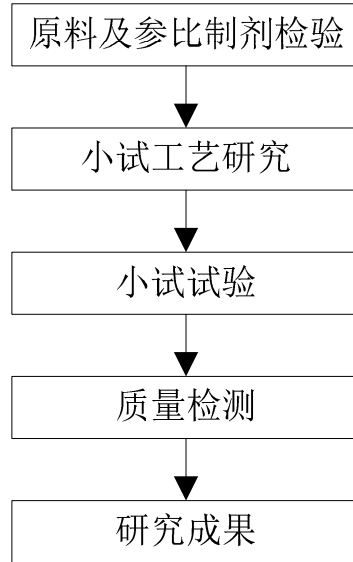 原料及参比制剂检验
小试工艺研究
小试试验
质量检测
研究成果